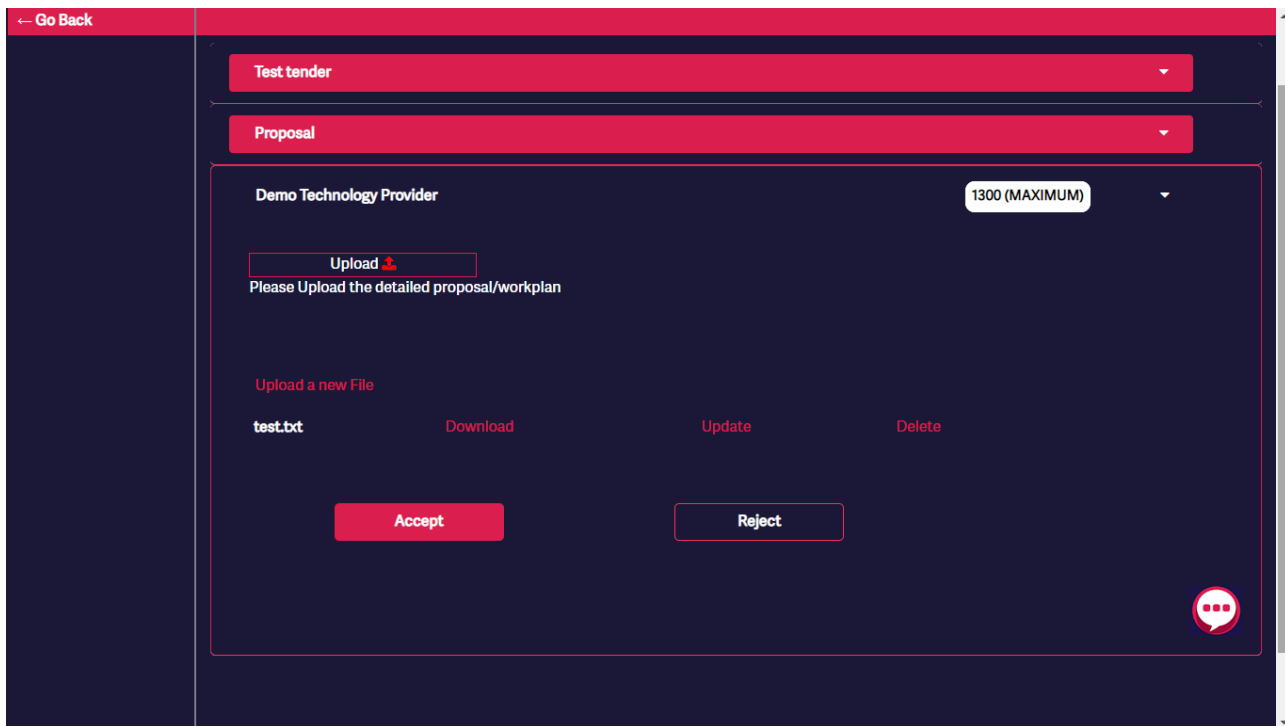 ← Go Back
Test tender
Proposal
Demo Technology Provider 1300 (MAXIMUM)
Upload
Please Upload the detailed proposal/workplan
Upload a new File
test.txt Download Update Delete
Accept Reject